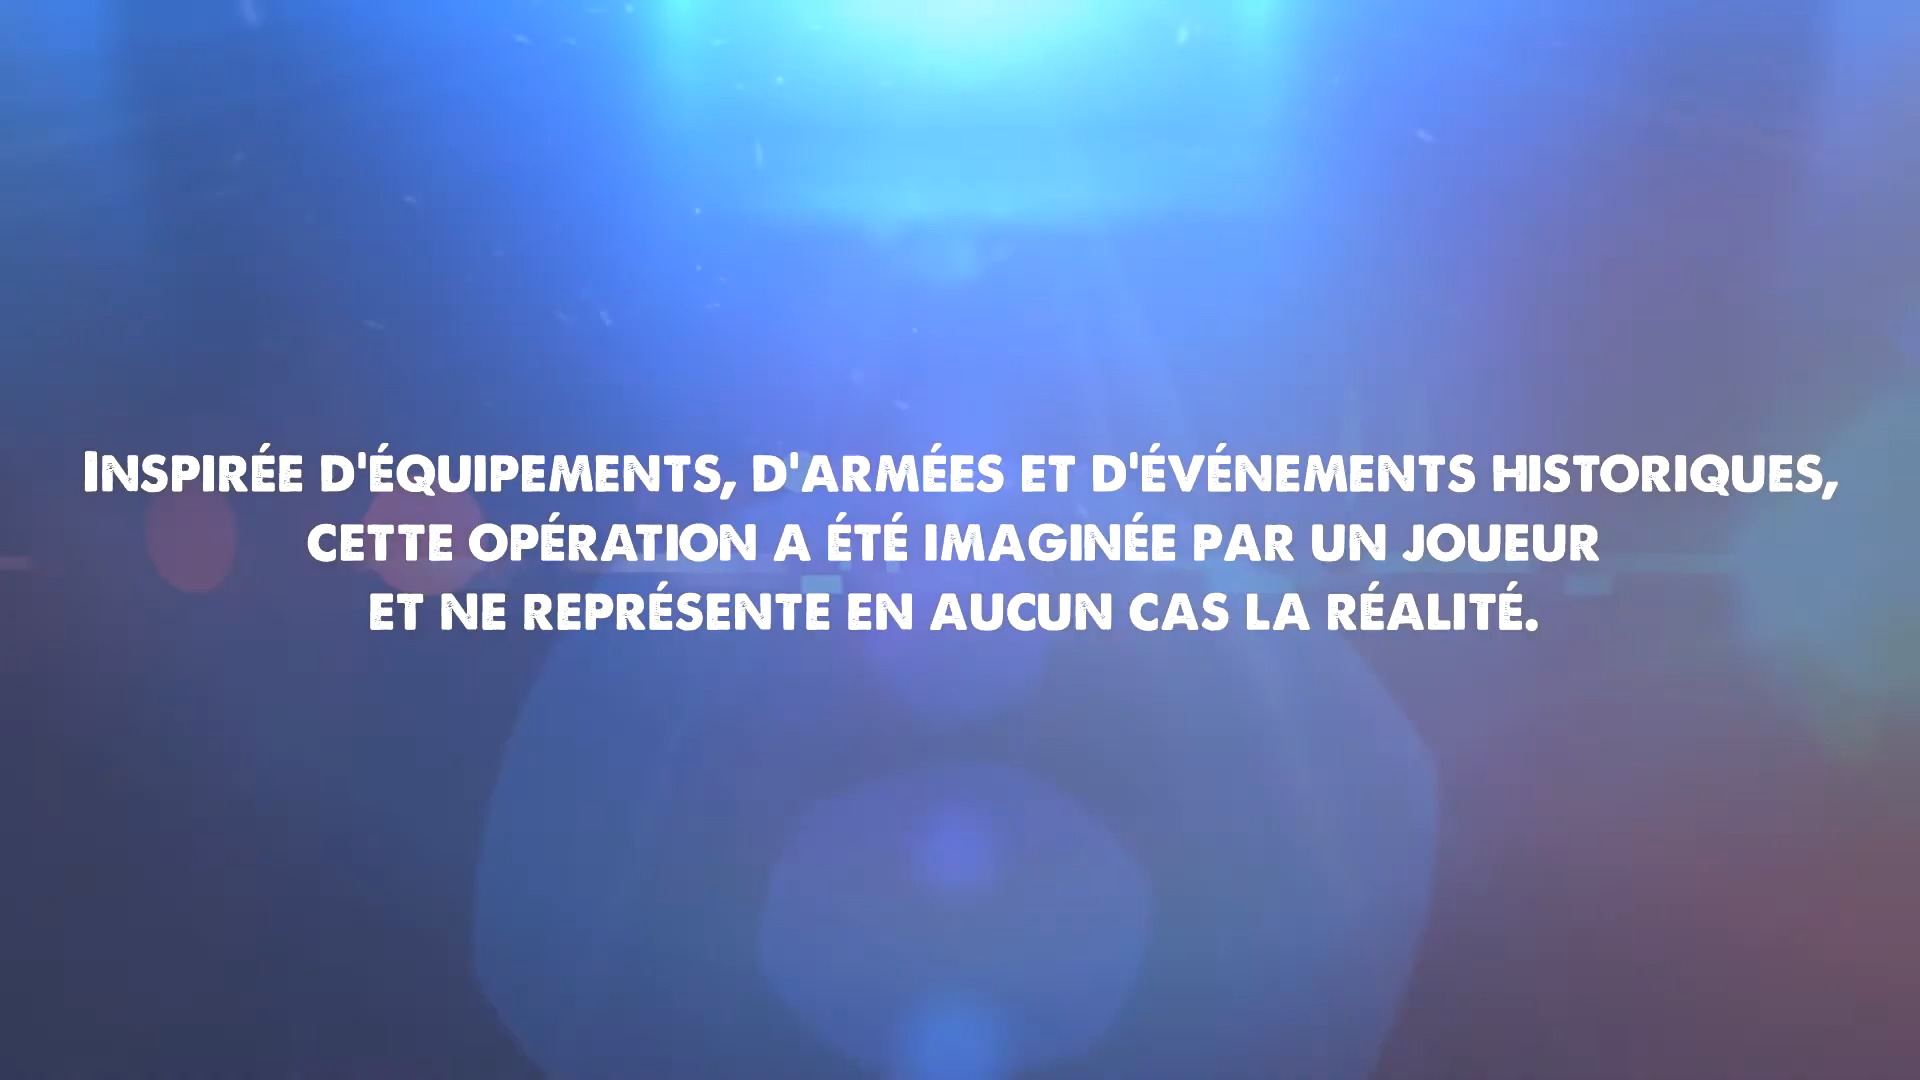 Inspirée d'équipements, d'armées et d'événements historiques,
cette opération a été imaginée par un joueur
et ne représente en aucun cas la réalité.